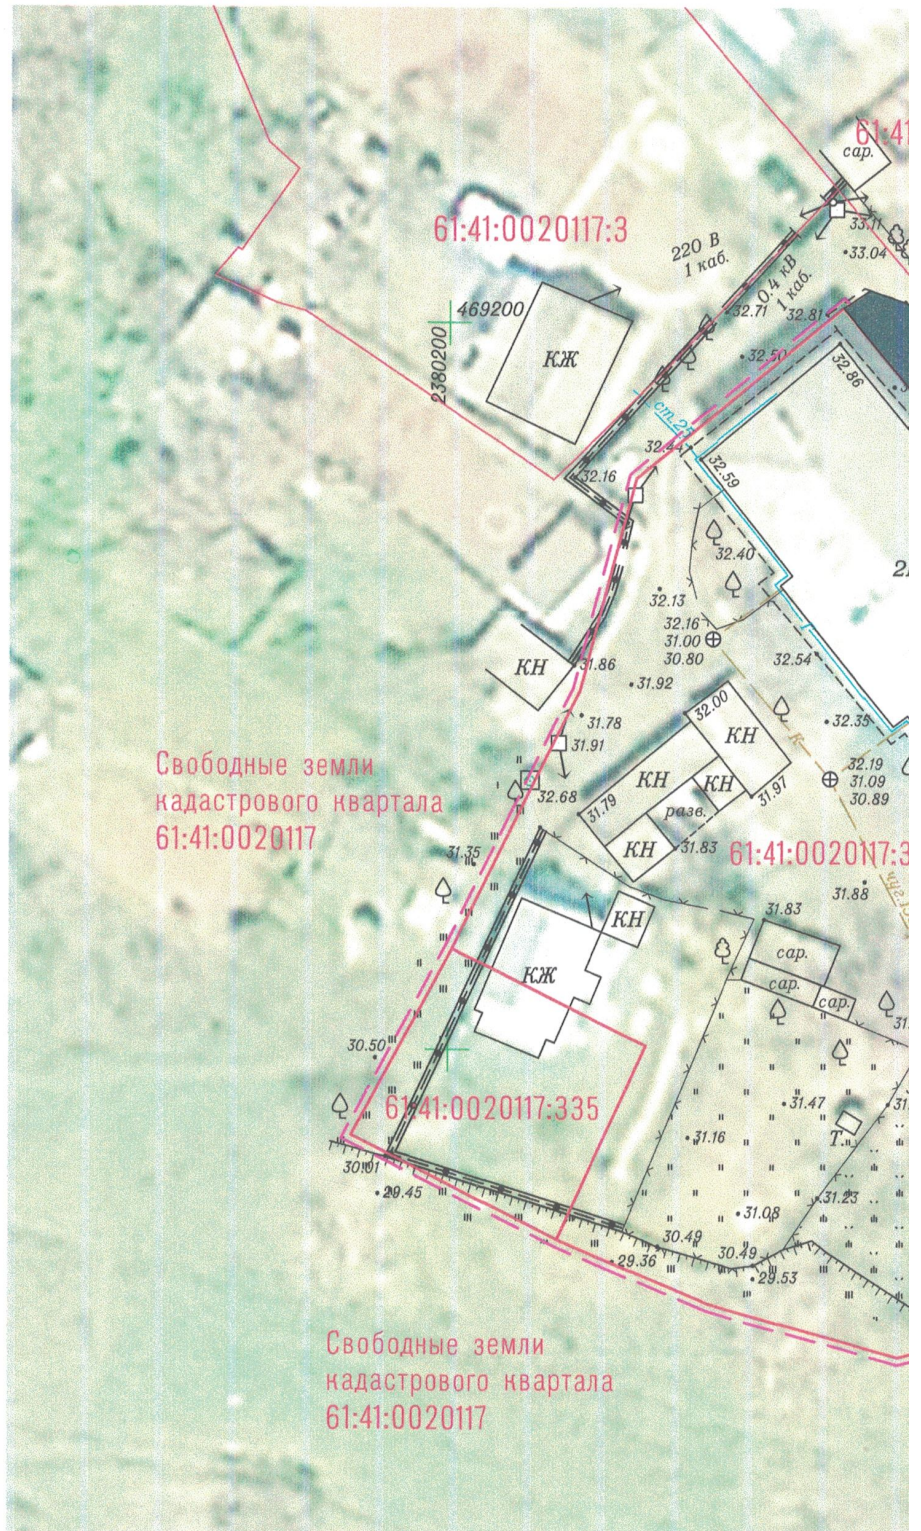 сар.
61:41
33.11
33.04
61:41:0020117:3
220 В
1 каб.
0.4 кВ
1 каб.
469200
2380200
32.71
32.81
32.50
32.86
КЖ
ст.25
32.44
32.59
32.16
32.40
32.13
32.16
31.00
30.80
32.54
КН
31.86
31.92
31.78
31.91
32.00
КН
32.35
К
32.19
31.09
30.89
Свободные земли
кадастрового квартала
61:41:0020117
32.68
КН
КН
31.97
31.79
разв.
31.35
КН
31.83
61:41:0020117:3
31.88
КН
31.83
КЖ
сар.
сар.
сар.
30.50
61:41:0020117:335
31.47
Т.
31.16
30.01
29.45
31.23
31.08
30.49
30.49
29.36
29.53
Свободные земли
кадастрового квартала
61:41:0020117